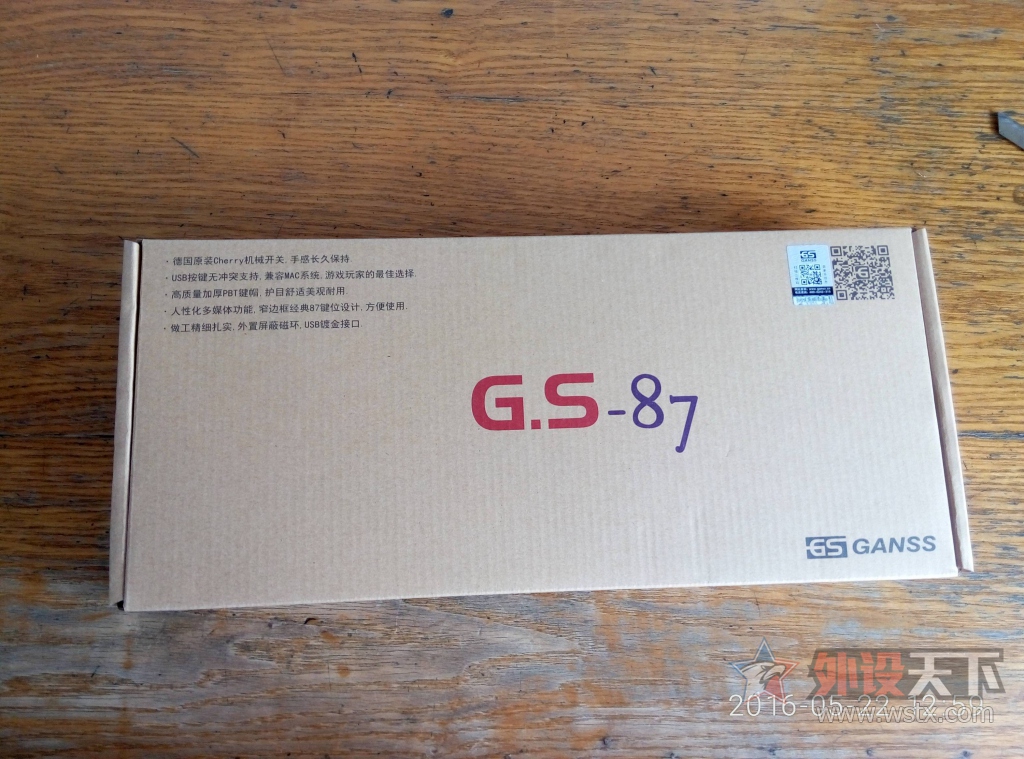 · 德国原装Cherry机械开关,手感长久保持.
· USB按键无冲突支持,兼容MAC系统,游戏玩家的最佳选择.
· 高质量加厚PBT键帽,护目舒适美观耐用.
· 人性化多媒体功能,窄边框经典87键位设计,方便使用.
· 做工精细扎实,外置屏蔽磁环,USB镀金接口.
G.S-87
GS GANSS
外设天下
2016-05-22 12:50
www.wstx.com